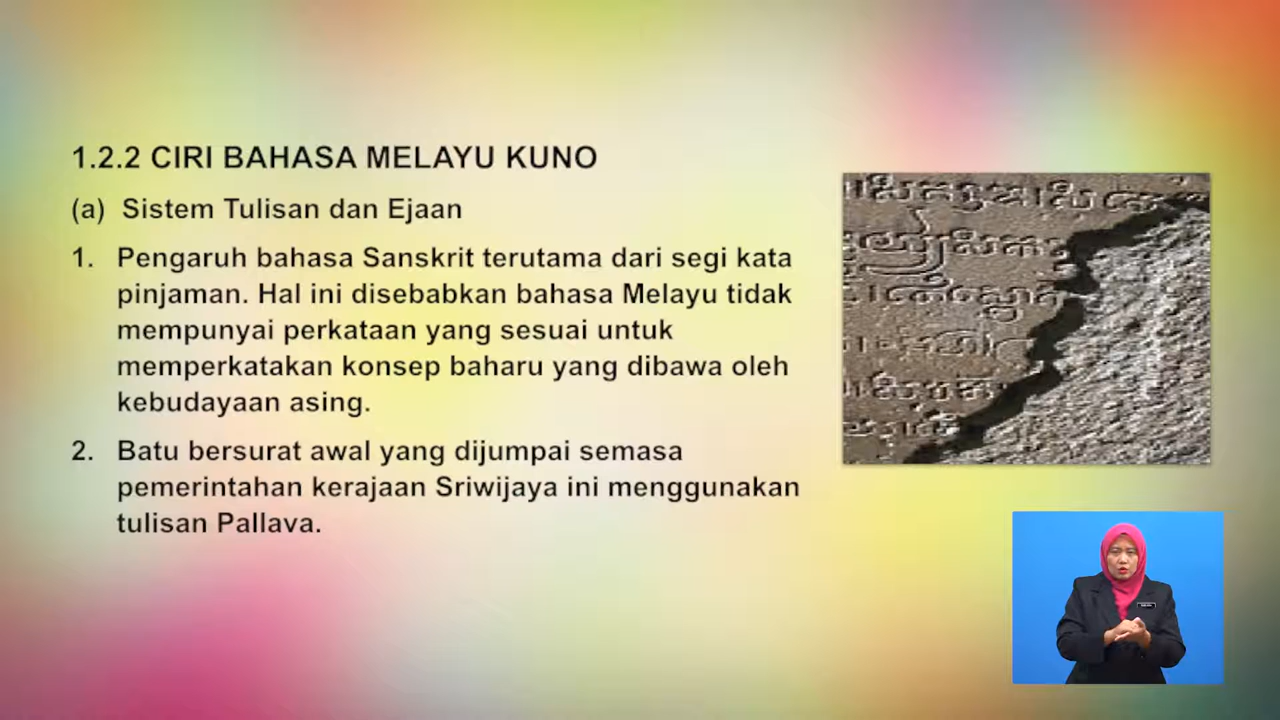 1.2.2 CIRI BAHASA MELAYU KUNO
(a) Sistem Tulisan dan Ejaan
1. Pengaruh bahasa Sanskrit terutama dari segi kata
pinjaman. Hal ini disebabkan bahasa Melayu tidak
mempunyai perkataan yang sesuai untuk
memperkatakan konsep baharu yang dibawa oleh
kebudayaan asing.
2. Batu bersurat awal yang dijumpai semasa
pemerintahan kerajaan Sriwijaya ini menggunakan
tulisan Pallava.